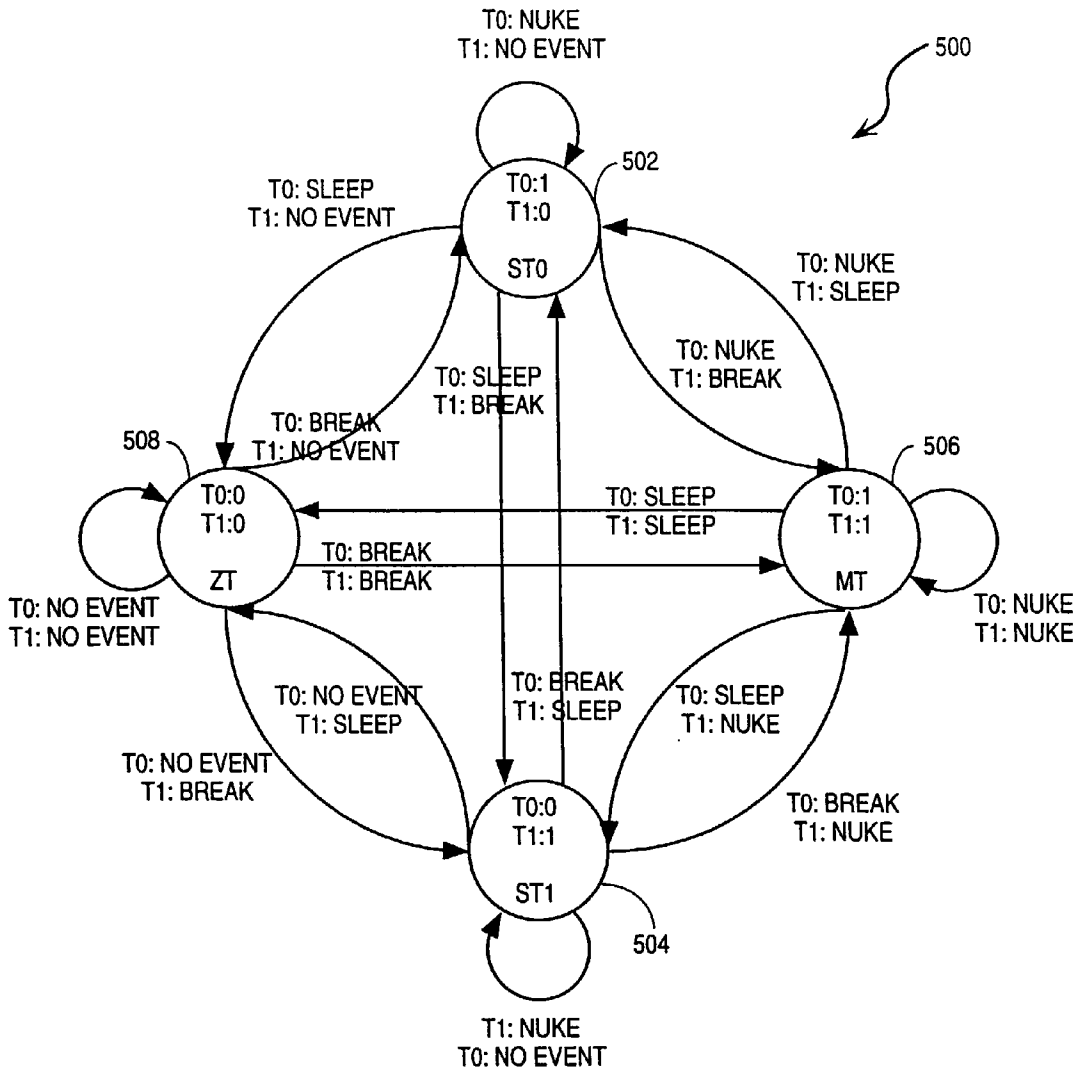 T0: NUKE
T1: NO EVENT
500
502
T0:1
T1:0
ST0
T0: SLEEP
T1: NO EVENT
T0: NUKE
T1: SLEEP
T0: NUKE
T1: BREAK
T0: SLEEP
T1: BREAK
T0: BREAK
T1: NO EVENT
508
506
T0:0
T1:0
ZT
T0:1
T1:1
MT
T0: SLEEP
T1: SLEEP
T0: BREAK
T1: BREAK
T0: NO EVENT
T1: NO EVENT
T0: NUKE
T1: NUKE
T0: NO EVENT
T1: SLEEP
T0: BREAK
T1: SLEEP
T0: SLEEP
T1: NUKE
T0: NO EVENT
T1: BREAK
T0: BREAK
T1: NUKE
T0:0
T1:1
ST1
504
T1: NUKE
T0: NO EVENT